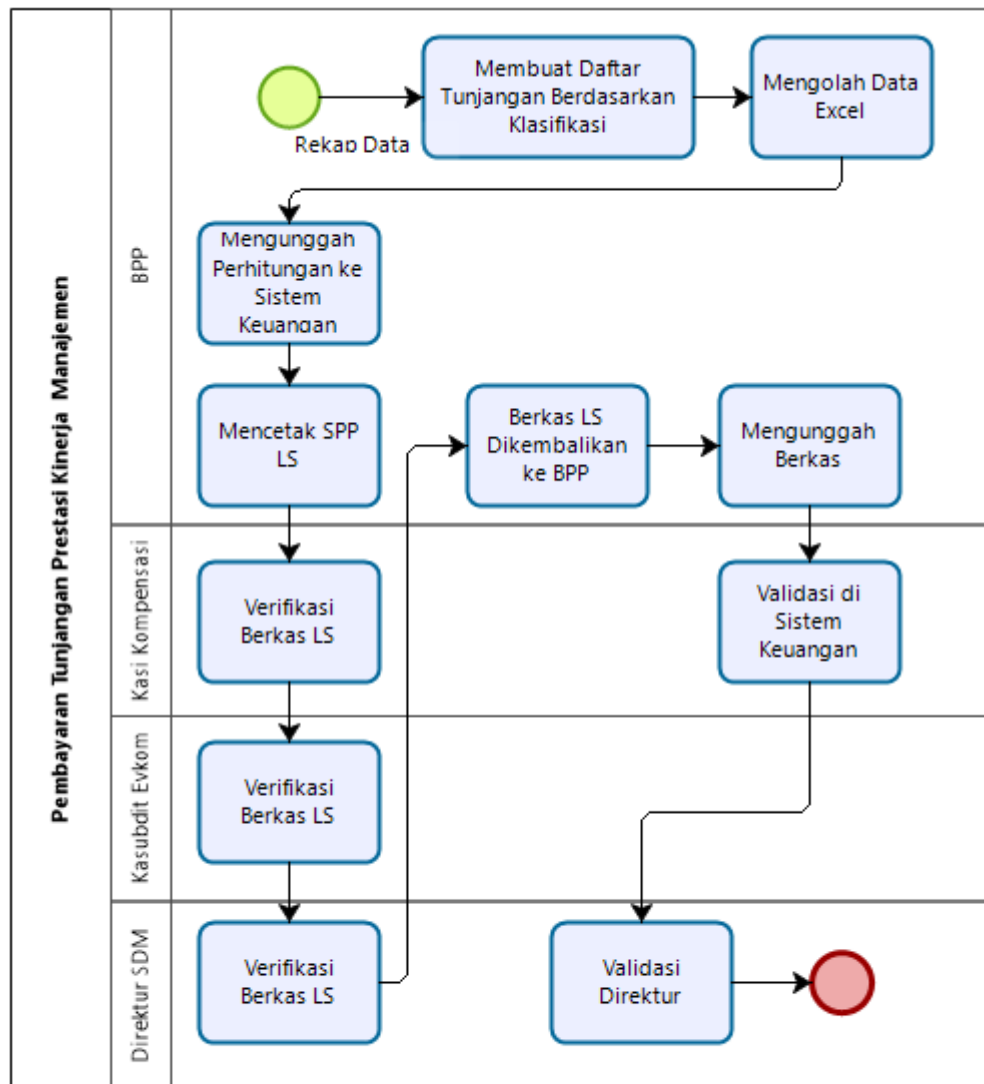 Pembayaran Tunjangan Prestasi Kinerja Manajemen
BPP
Rekap Data
Membuat Daftar
Tunjangan Berdasarkan
Klasifikasi
Mengolah Data
Excel
Mengunggah
Perhitungan ke
Sistem
Keuangan
Mencetak SPP
LS
Berkas LS
Dikembalikan
ke BPP
Mengunggah
Berkas
Kasi Kompensasi
Verifikasi
Berkas LS
Validasi di
Sistem
Keuangan
Kasubdit Evkom
Verifikasi
Berkas LS
Direktur SDM
Verifikasi
Berkas LS
Validasi
Direktur